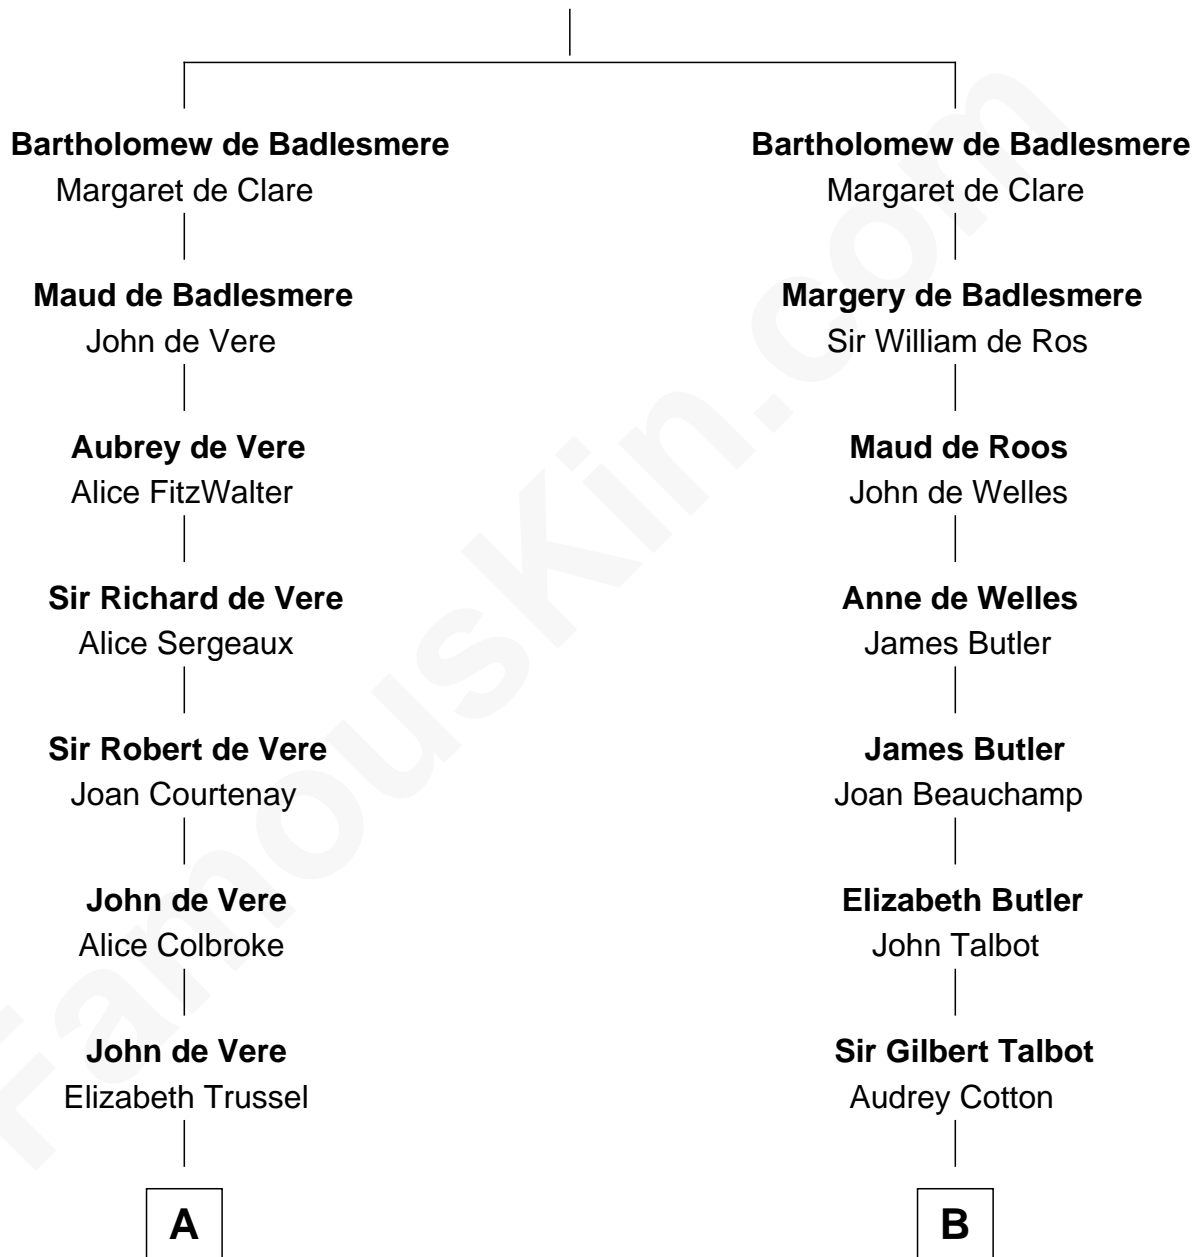 Bartholomew de Badlesmere
Margaret de Clare
Maud de Badlesmere
John de Vere
Aubrey de Vere
Alice FitzWalter
Sir Richard de Vere
Alice Sergeaux
Sir Robert de Vere
Joan Courtenay
John de Vere
Alice Colbroke
John de Vere
Elizabeth Trussel
A
Bartholomew de Badlesmere
Margaret de Clare
Margery de Badlesmere
Sir William de Ros
Maud de Roos
John de Welles
Anne de Welles
James Butler
James Butler
Joan Beauchamp
Elizabeth Butler
John Talbot
Sir Gilbert Talbot
Audrey Cotton
B
FamousKin.com